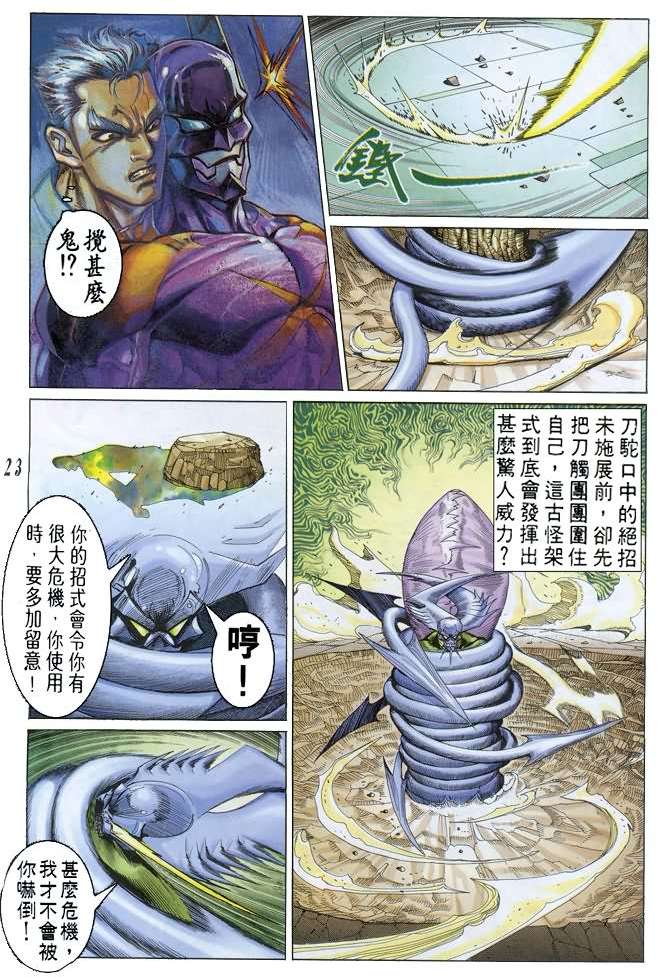 鐙
攪甚麼
鬼!?
刀駝口中的絕招
未施展前，卻先
把刀觸團團圍住
自己，這古怪架
式到底會發揮出
甚麼驚人威力？
你的招式會令你有
很大危機，你使用
時，要多加留意！
哼！
甚麼危機，
我才不會被
你嚇倒！
23